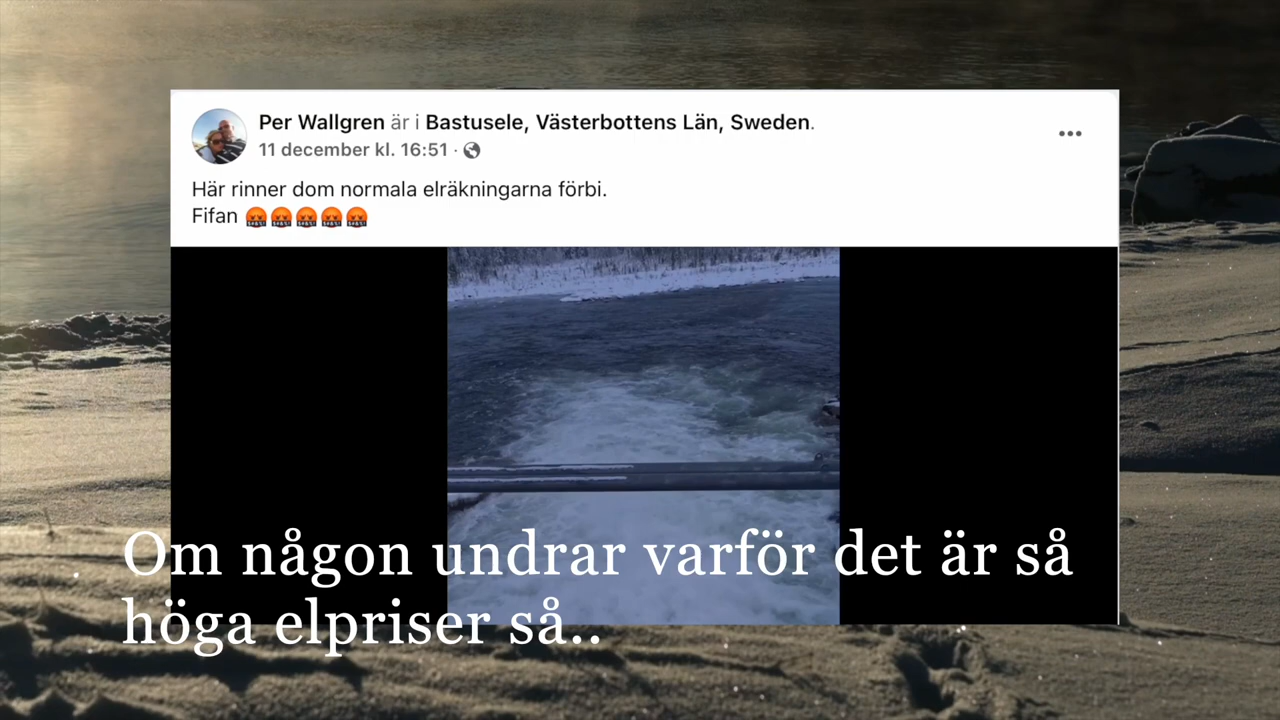 Per Wallgren är i Bastusele, Västerbottens Län, Sweden.
11 december kl. 16:51 ·
Här rinner dom normala elräkningarna förbi.
Fifan 🤬🤬🤬🤬🤬
Om någon undrar varför det är så
höga elpriser så..